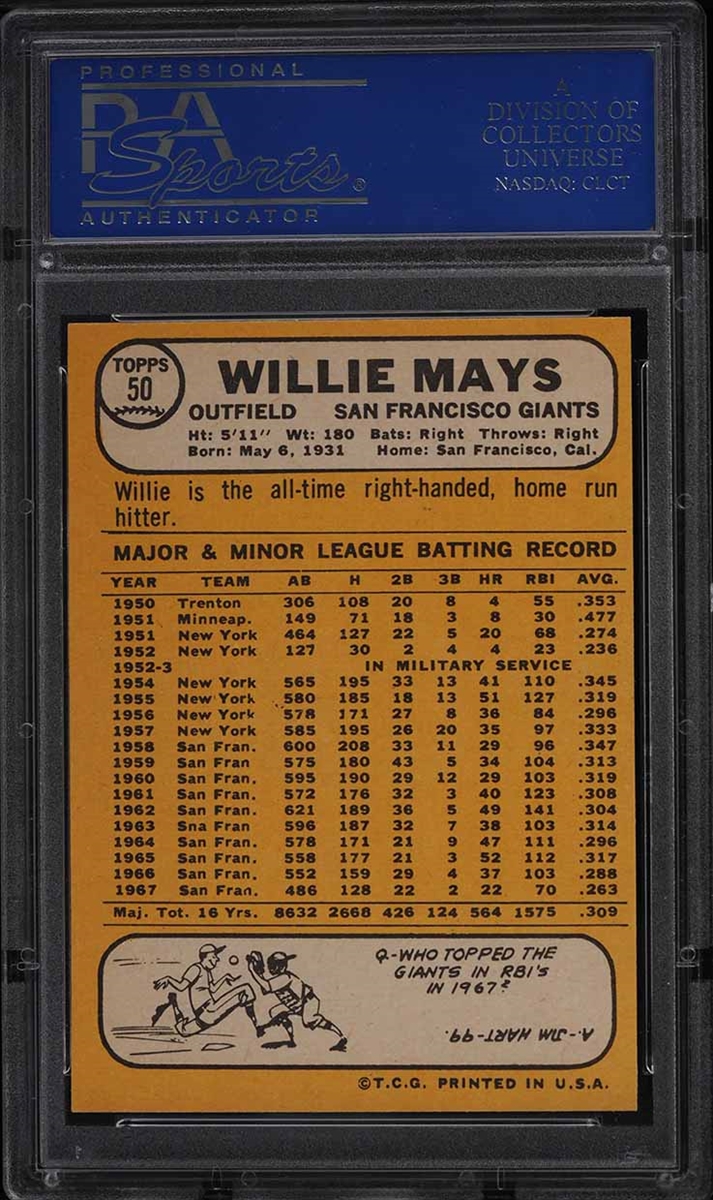 PROFESSIONAL
PSA
Sports®
AUTHENTICATOR
A
DIVISION OF
COLLECTORS
UNIVERSE
NASDAQ: CLCT
TOPPS
50
WILLIE MAYS
OUTFIELD SAN FRANCISCO GIANTS
Ht: 5'11" Wt: 180 Bats: Right Throws: Right
Born: May 6, 1931 Home: San Francisco, Cal.
Willie is the all-time right-handed, home run
hitter.
MAJOR & MINOR LEAGUE BATTING RECORD
YEAR TEAM AB H 2B 3B HR RBI AVG.
1950 Trenton 306 108 20 8 4 55 .353
1951 Minneap. 149 71 18 3 8 30 .477
1951 New York 464 127 22 5 20 68 .274
1952 New York 127 30 2 4 4 23 .236
1952-3 IN MILITARY SERVICE
1954 New York 565 195 33 13 41 110 .345
1955 New York 580 185 18 13 51 127 .319
1956 New York 578 171 27 8 36 84 .296
1957 New York 585 195 26 20 35 97 .333
1958 San Fran. 600 208 33 11 29 96 .347
1959 San Fran 575 180 43 5 34 104 .313
1960 San Fran. 595 190 29 12 29 103 .319
1961 San Fran. 572 176 32 3 40 123 .308
1962 San Fran. 621 189 36 5 49 141 .304
1963 Sna Fran 596 187 32 7 38 103 .314
1964 San Fran. 578 171 21 9 47 111 .296
1965 San Fran. 558 177 21 3 52 112 .317
1966 San Fran. 552 159 29 4 37 103 .288
1967 San Fran. 486 128 22 2 22 70 .263
Maj. Tot. 16 Yrs. 8632 2668 426 124 564 1575 .309
Q-WHO TOPPED THE
GIANTS IN RBI'S
IN 1967?
A-JIM HART-99.
©T.C.G. PRINTED IN U.S.A.